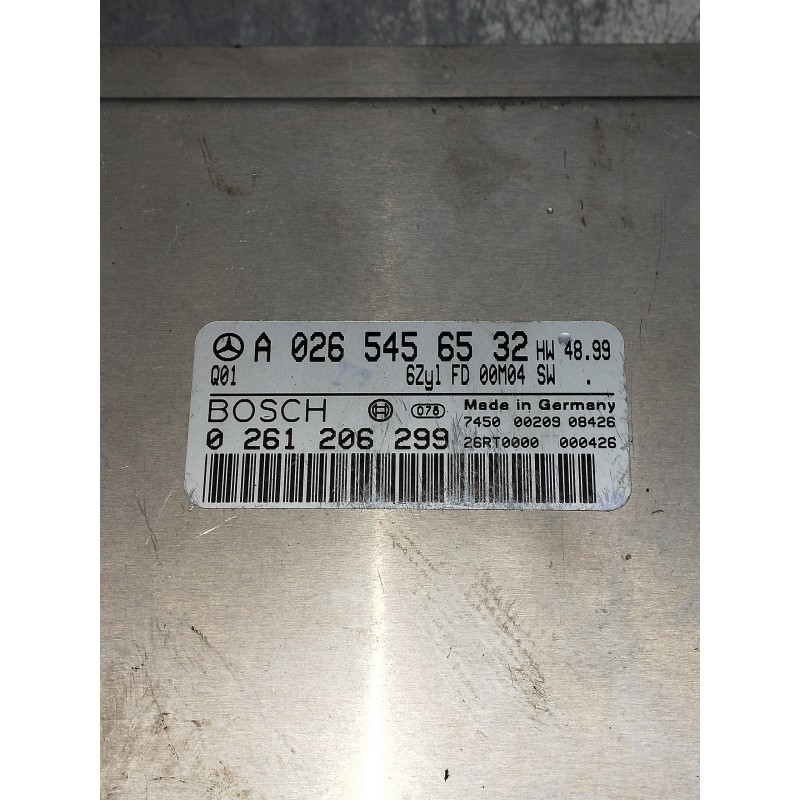 A 026 545 65 32 HW 48.99
Q01 6Zyl FD 00M04 SW .
BOSCH 078 Made in Germany
7450 00209 08426
0 261 206 299 26RT0000 000426